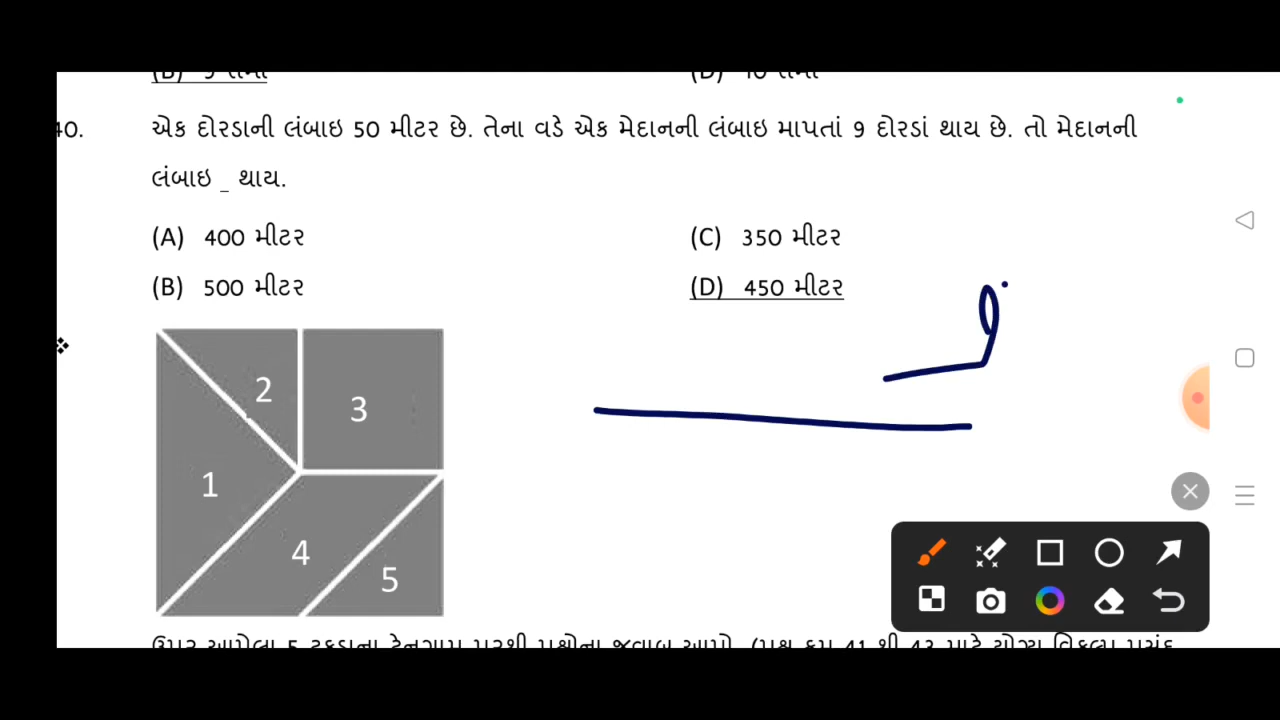 40. એક દોરડાની લંબાઇ 50 મીટર છે. તેના વડે એક મેદાનની લંબાઇ માપતાં 9 દોરડાં થાય છે. તો મેદાનની
લંબાઇ _ થાય.
(A) 400 મીટર (C) 350 મીટર
(B) 500 મીટર (D) 450 મીટર
2
3
1
4
5